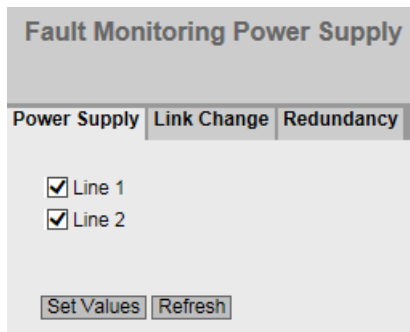 Fault Monitoring Power Supply
Power Supply Link Change Redundancy
Line 1
Line 2
Set Values Refresh